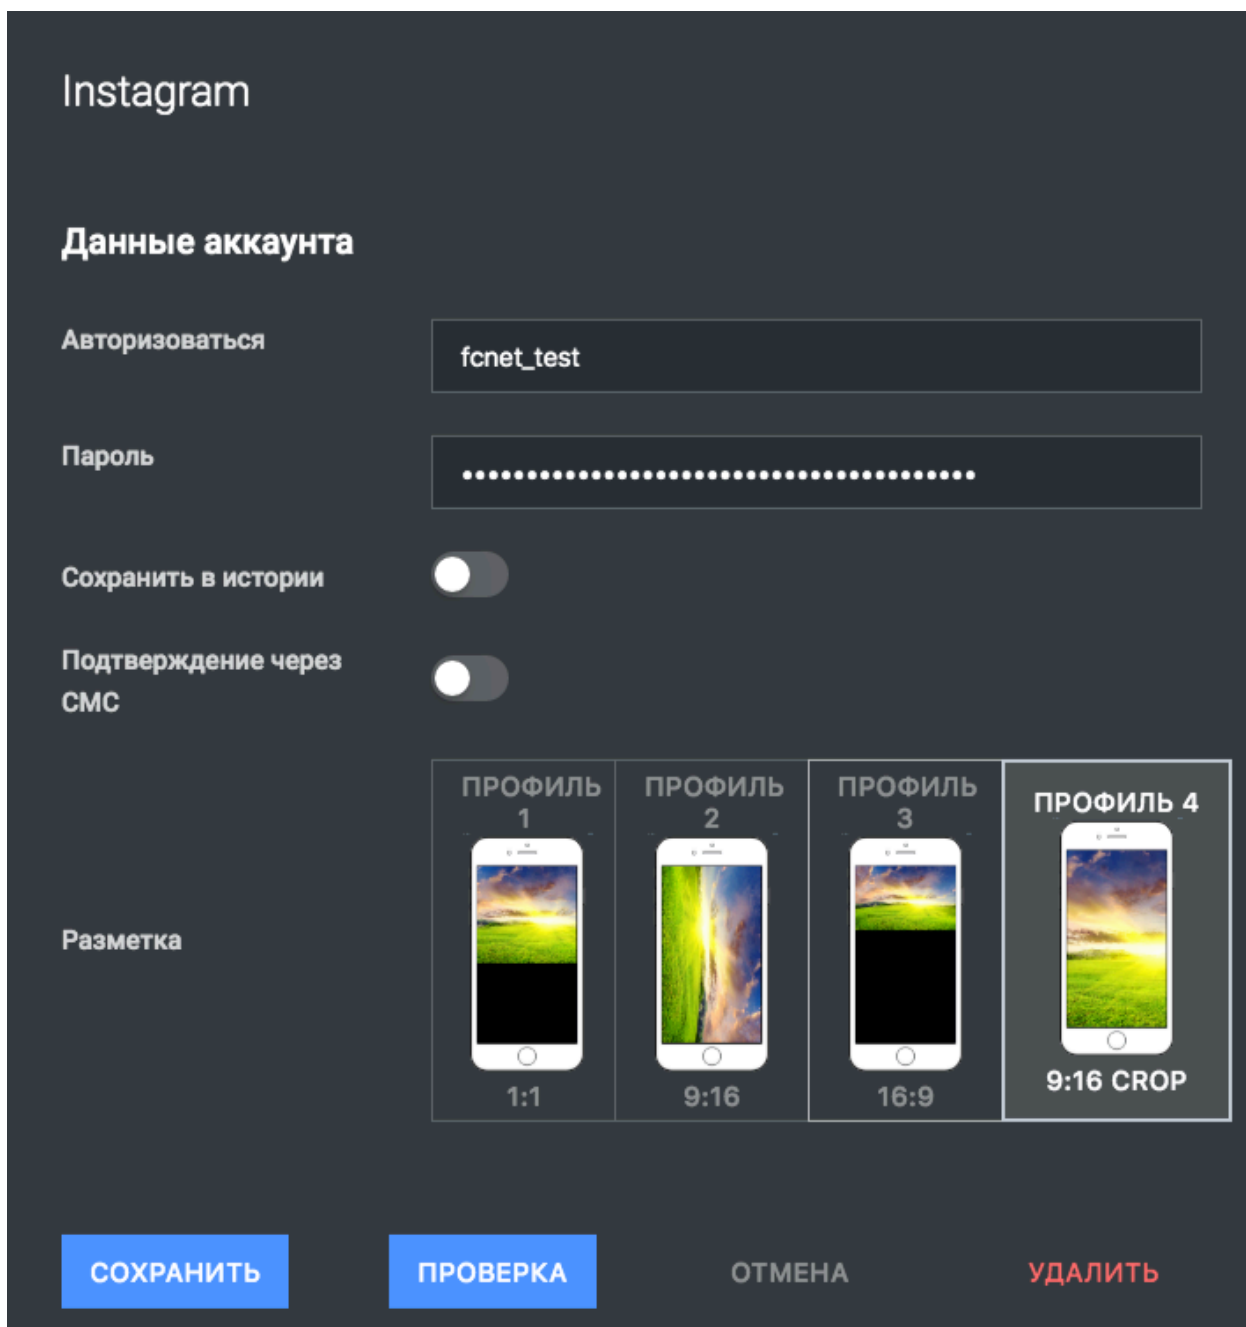 Instagram
Данные аккаунта
Авторизоваться
fcnet_test
Пароль
••••••••••••••••••••••••••••••••••••••••
Сохранить в истории
Подтверждение через
СМС
Разметка
ПРОФИЛЬ
1
1:1
ПРОФИЛЬ
2
9:16
ПРОФИЛЬ
3
16:9
ПРОФИЛЬ 4
9:16 CROP
СОХРАНИТЬ
ПРОВЕРКА
ОТМЕНА
УДАЛИТЬ